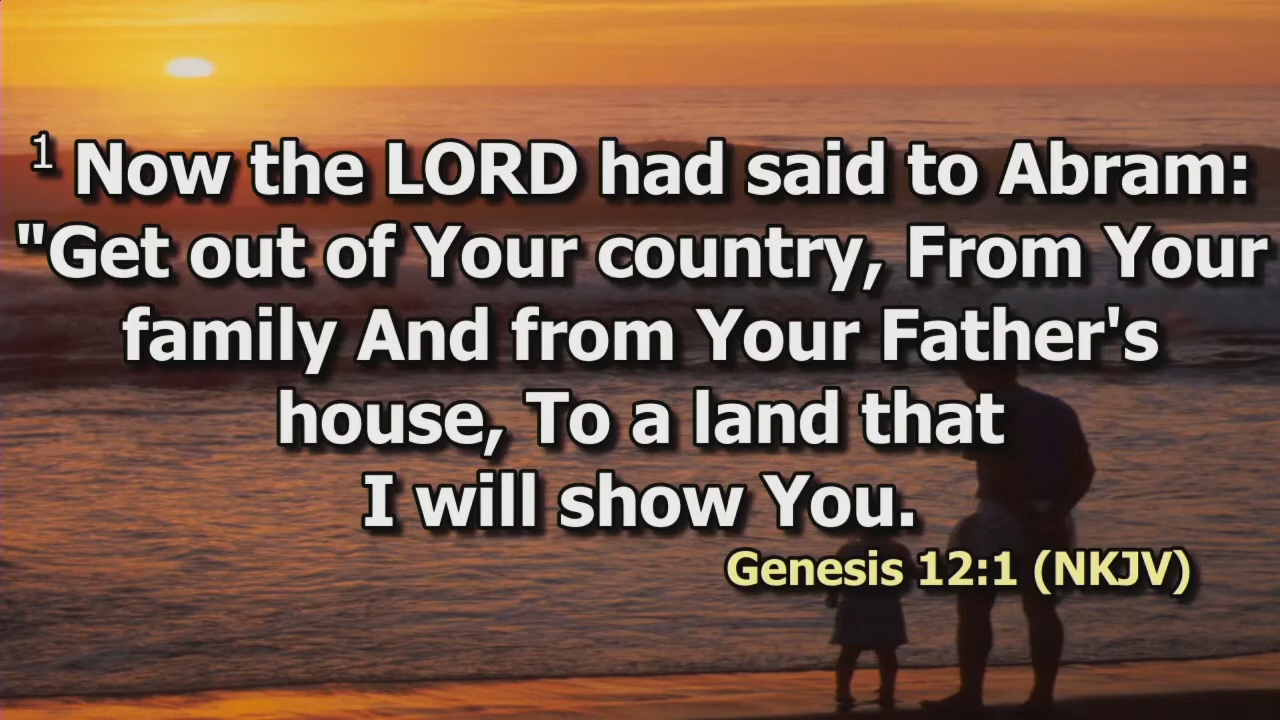 1 Now the LORD had said to Abram:
"Get out of Your country, From Your
family And from Your Father's
house, To a land that
I will show You.
Genesis 12:1 (NKJV)